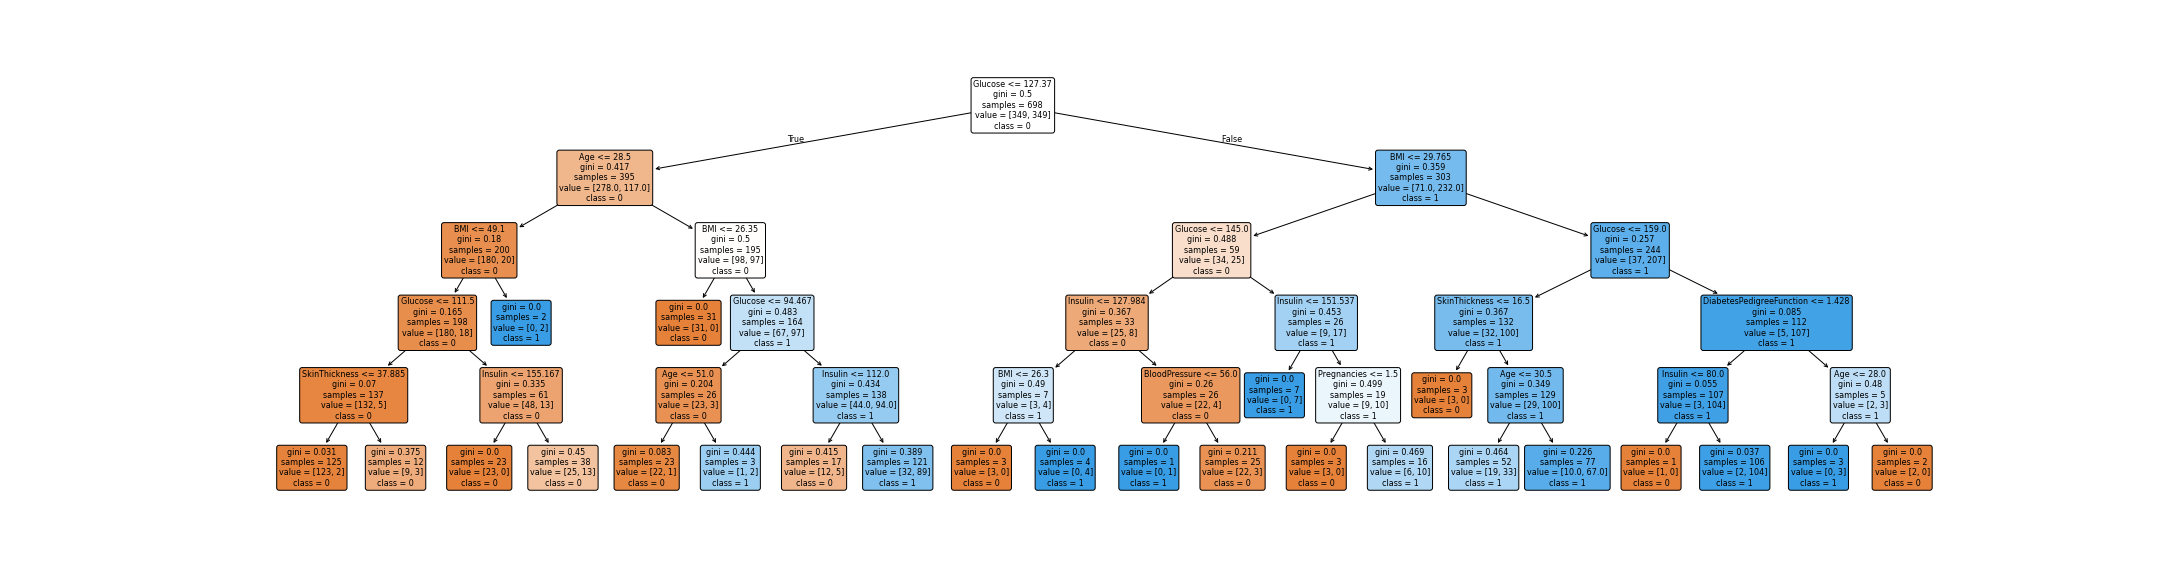 Glucose <= 127.37
gini = 0.5
samples = 698
value = [349, 349]
class = 0
True
False
Age <= 28.5
gini = 0.417
samples = 395
value = [278.0, 117.0]
class = 0
BMI <= 29.765
gini = 0.359
samples = 303
value = [71.0, 232.0]
class = 1
BMI <= 49.1
gini = 0.18
samples = 200
value = [180, 20]
class = 0
BMI <= 26.35
gini = 0.5
samples = 195
value = [98, 97]
class = 0
Glucose <= 145.0
gini = 0.488
samples = 59
value = [34, 25]
class = 0
Glucose <= 159.0
gini = 0.257
samples = 244
value = [37, 207]
class = 1
Glucose <= 111.5
gini = 0.165
samples = 198
value = [180, 18]
class = 0
gini = 0.0
samples = 2
value = [0, 2]
class = 1
gini = 0.0
samples = 31
value = [31, 0]
class = 0
Glucose <= 94.467
gini = 0.483
samples = 164
value = [67, 97]
class = 1
Insulin <= 127.984
gini = 0.367
samples = 33
value = [25, 8]
class = 0
Insulin <= 151.537
gini = 0.453
samples = 26
value = [9, 17]
class = 1
SkinThickness <= 16.5
gini = 0.367
samples = 132
value = [32, 100]
class = 1
DiabetesPedigreeFunction <= 1.428
gini = 0.085
samples = 112
value = [5, 107]
class = 1
SkinThickness <= 37.885
gini = 0.07
samples = 137
value = [132, 5]
class = 0
Insulin <= 155.167
gini = 0.335
samples = 61
value = [48, 13]
class = 0
Age <= 51.0
gini = 0.204
samples = 26
value = [23, 3]
class = 0
Insulin <= 112.0
gini = 0.434
samples = 138
value = [44.0, 94.0]
class = 1
BMI <= 26.3
gini = 0.49
samples = 7
value = [3, 4]
class = 1
BloodPressure <= 56.0
gini = 0.26
samples = 26
value = [22, 4]
class = 0
gini = 0.0
samples = 7
value = [0, 7]
class = 1
Pregnancies <= 1.5
gini = 0.499
samples = 19
value = [9, 10]
class = 1
gini = 0.0
samples = 3
value = [3, 0]
class = 0
Age <= 30.5
gini = 0.349
samples = 129
value = [29, 100]
class = 1
Insulin <= 80.0
gini = 0.055
samples = 107
value = [3, 104]
class = 1
Age <= 28.0
gini = 0.48
samples = 5
value = [2, 3]
class = 1
gini = 0.031
samples = 125
value = [123, 2]
class = 0
gini = 0.375
samples = 12
value = [9, 3]
class = 0
gini = 0.0
samples = 23
value = [23, 0]
class = 0
gini = 0.45
samples = 38
value = [25, 13]
class = 0
gini = 0.083
samples = 23
value = [22, 1]
class = 0
gini = 0.444
samples = 3
value = [1, 2]
class = 1
gini = 0.415
samples = 17
value = [12, 5]
class = 0
gini = 0.389
samples = 121
value = [32, 89]
class = 1
gini = 0.0
samples = 3
value = [3, 0]
class = 0
gini = 0.0
samples = 4
value = [0, 4]
class = 1
gini = 0.0
samples = 1
value = [0, 1]
class = 1
gini = 0.211
samples = 25
value = [22, 3]
class = 0
gini = 0.0
samples = 3
value = [3, 0]
class = 0
gini = 0.469
samples = 16
value = [6, 10]
class = 1
gini = 0.464
samples = 52
value = [19, 33]
class = 1
gini = 0.226
samples = 77
value = [10.0, 67.0]
class = 1
gini = 0.0
samples = 1
value = [1, 0]
class = 0
gini = 0.037
samples = 106
value = [2, 104]
class = 1
gini = 0.0
samples = 3
value = [0, 3]
class = 1
gini = 0.0
samples = 2
value = [2, 0]
class = 0